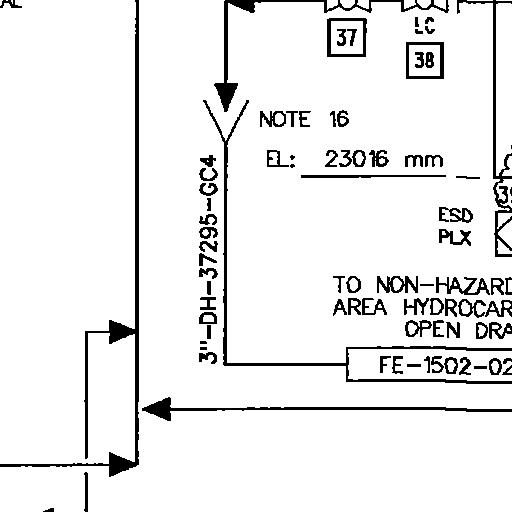 37
LC
38
NOTE 16
EL: 23016 mm
3"-DH-37295-GC4
ESD
PLX
TO NON-HAZARD
AREA HYDROCAR
OPEN DRA
FE-1502-02